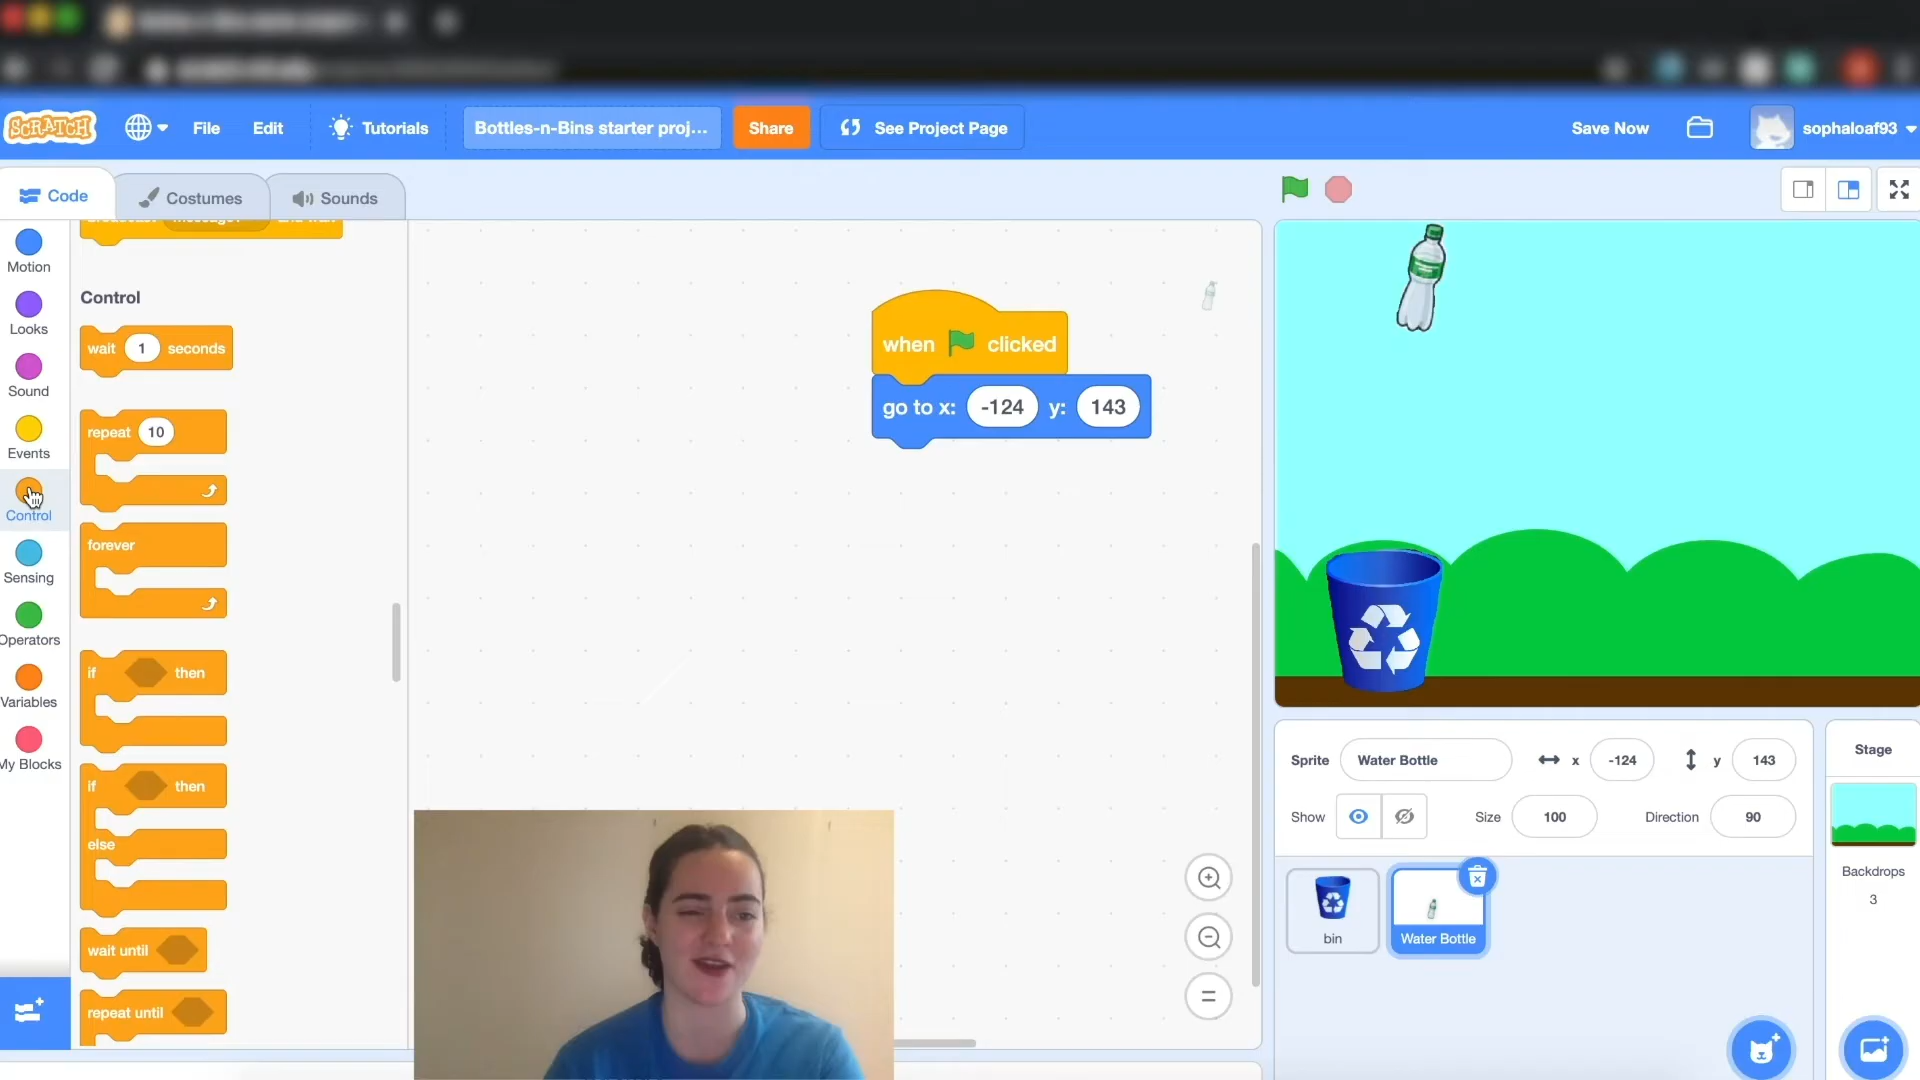 SCRATCH
File
Edit
Tutorials
Bottles-n-Bins starter proj...
Share
See Project Page
Save Now
sophaloaf93
Code
Costumes
Sounds
Motion
Looks
Sound
Events
Control
Sensing
Operators
Variables
My Blocks
Control
wait 1 seconds
repeat 10
forever
if then
if then
else
wait until
repeat until
when clicked
go to x: -124 y: 143
Sprite Water Bottle x -124 y 143
Show Size 100 Direction 90
bin
Water Bottle
Stage
Backdrops
3